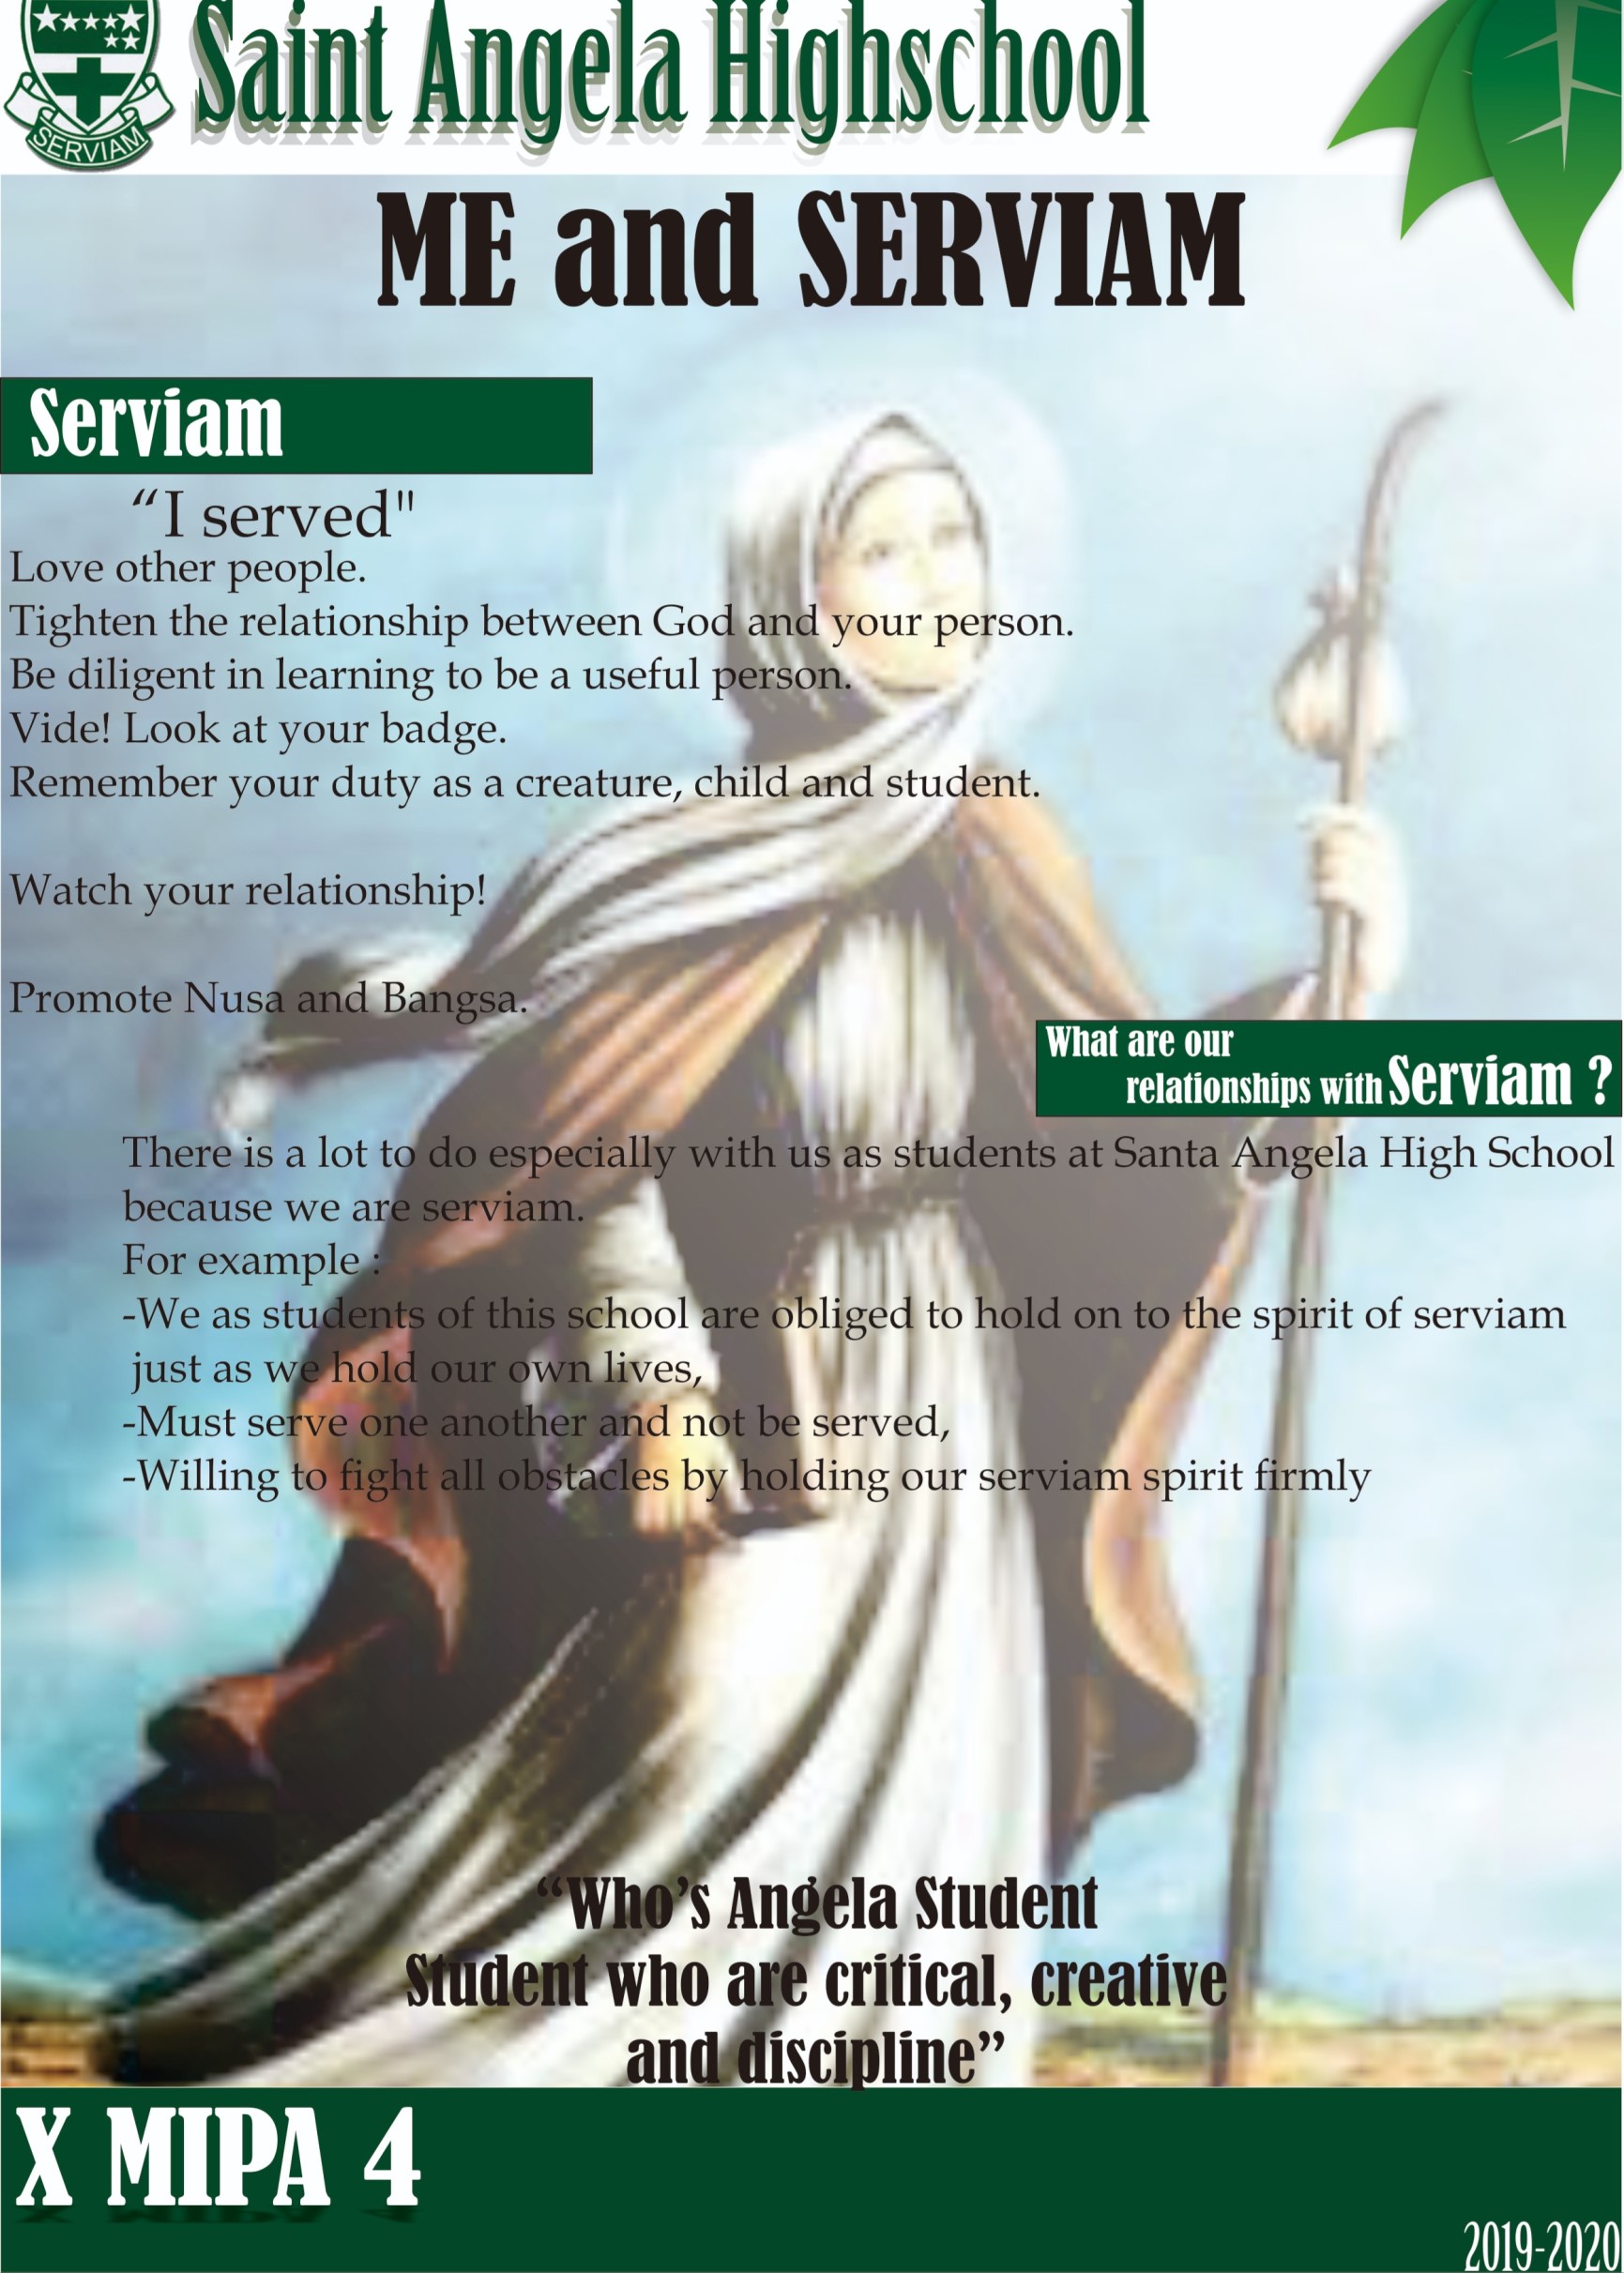 Saint Angela Highschool
SERVIAM
ME and SERVIAM
Serviam
“I served"
Love other people.
Tighten the relationship between God and your person.
Be diligent in learning to be a useful person.
Vide! Look at your badge.
Remember your duty as a creature, child and student.
Watch your relationship!
Promote Nusa and Bangsa.
What are our
relationships with Serviam ?
There is a lot to do especially with us as students at Santa Angela High School
because we are serviam.
For example :
-We as students of this school are obliged to hold on to the spirit of serviam
just as we hold our own lives,
-Must serve one another and not be served,
-Willing to fight all obstacles by holding our serviam spirit firmly
“Who’s Angela Student
Student who are critical, creative
and discipline”
X MIPA 4
2019-2020